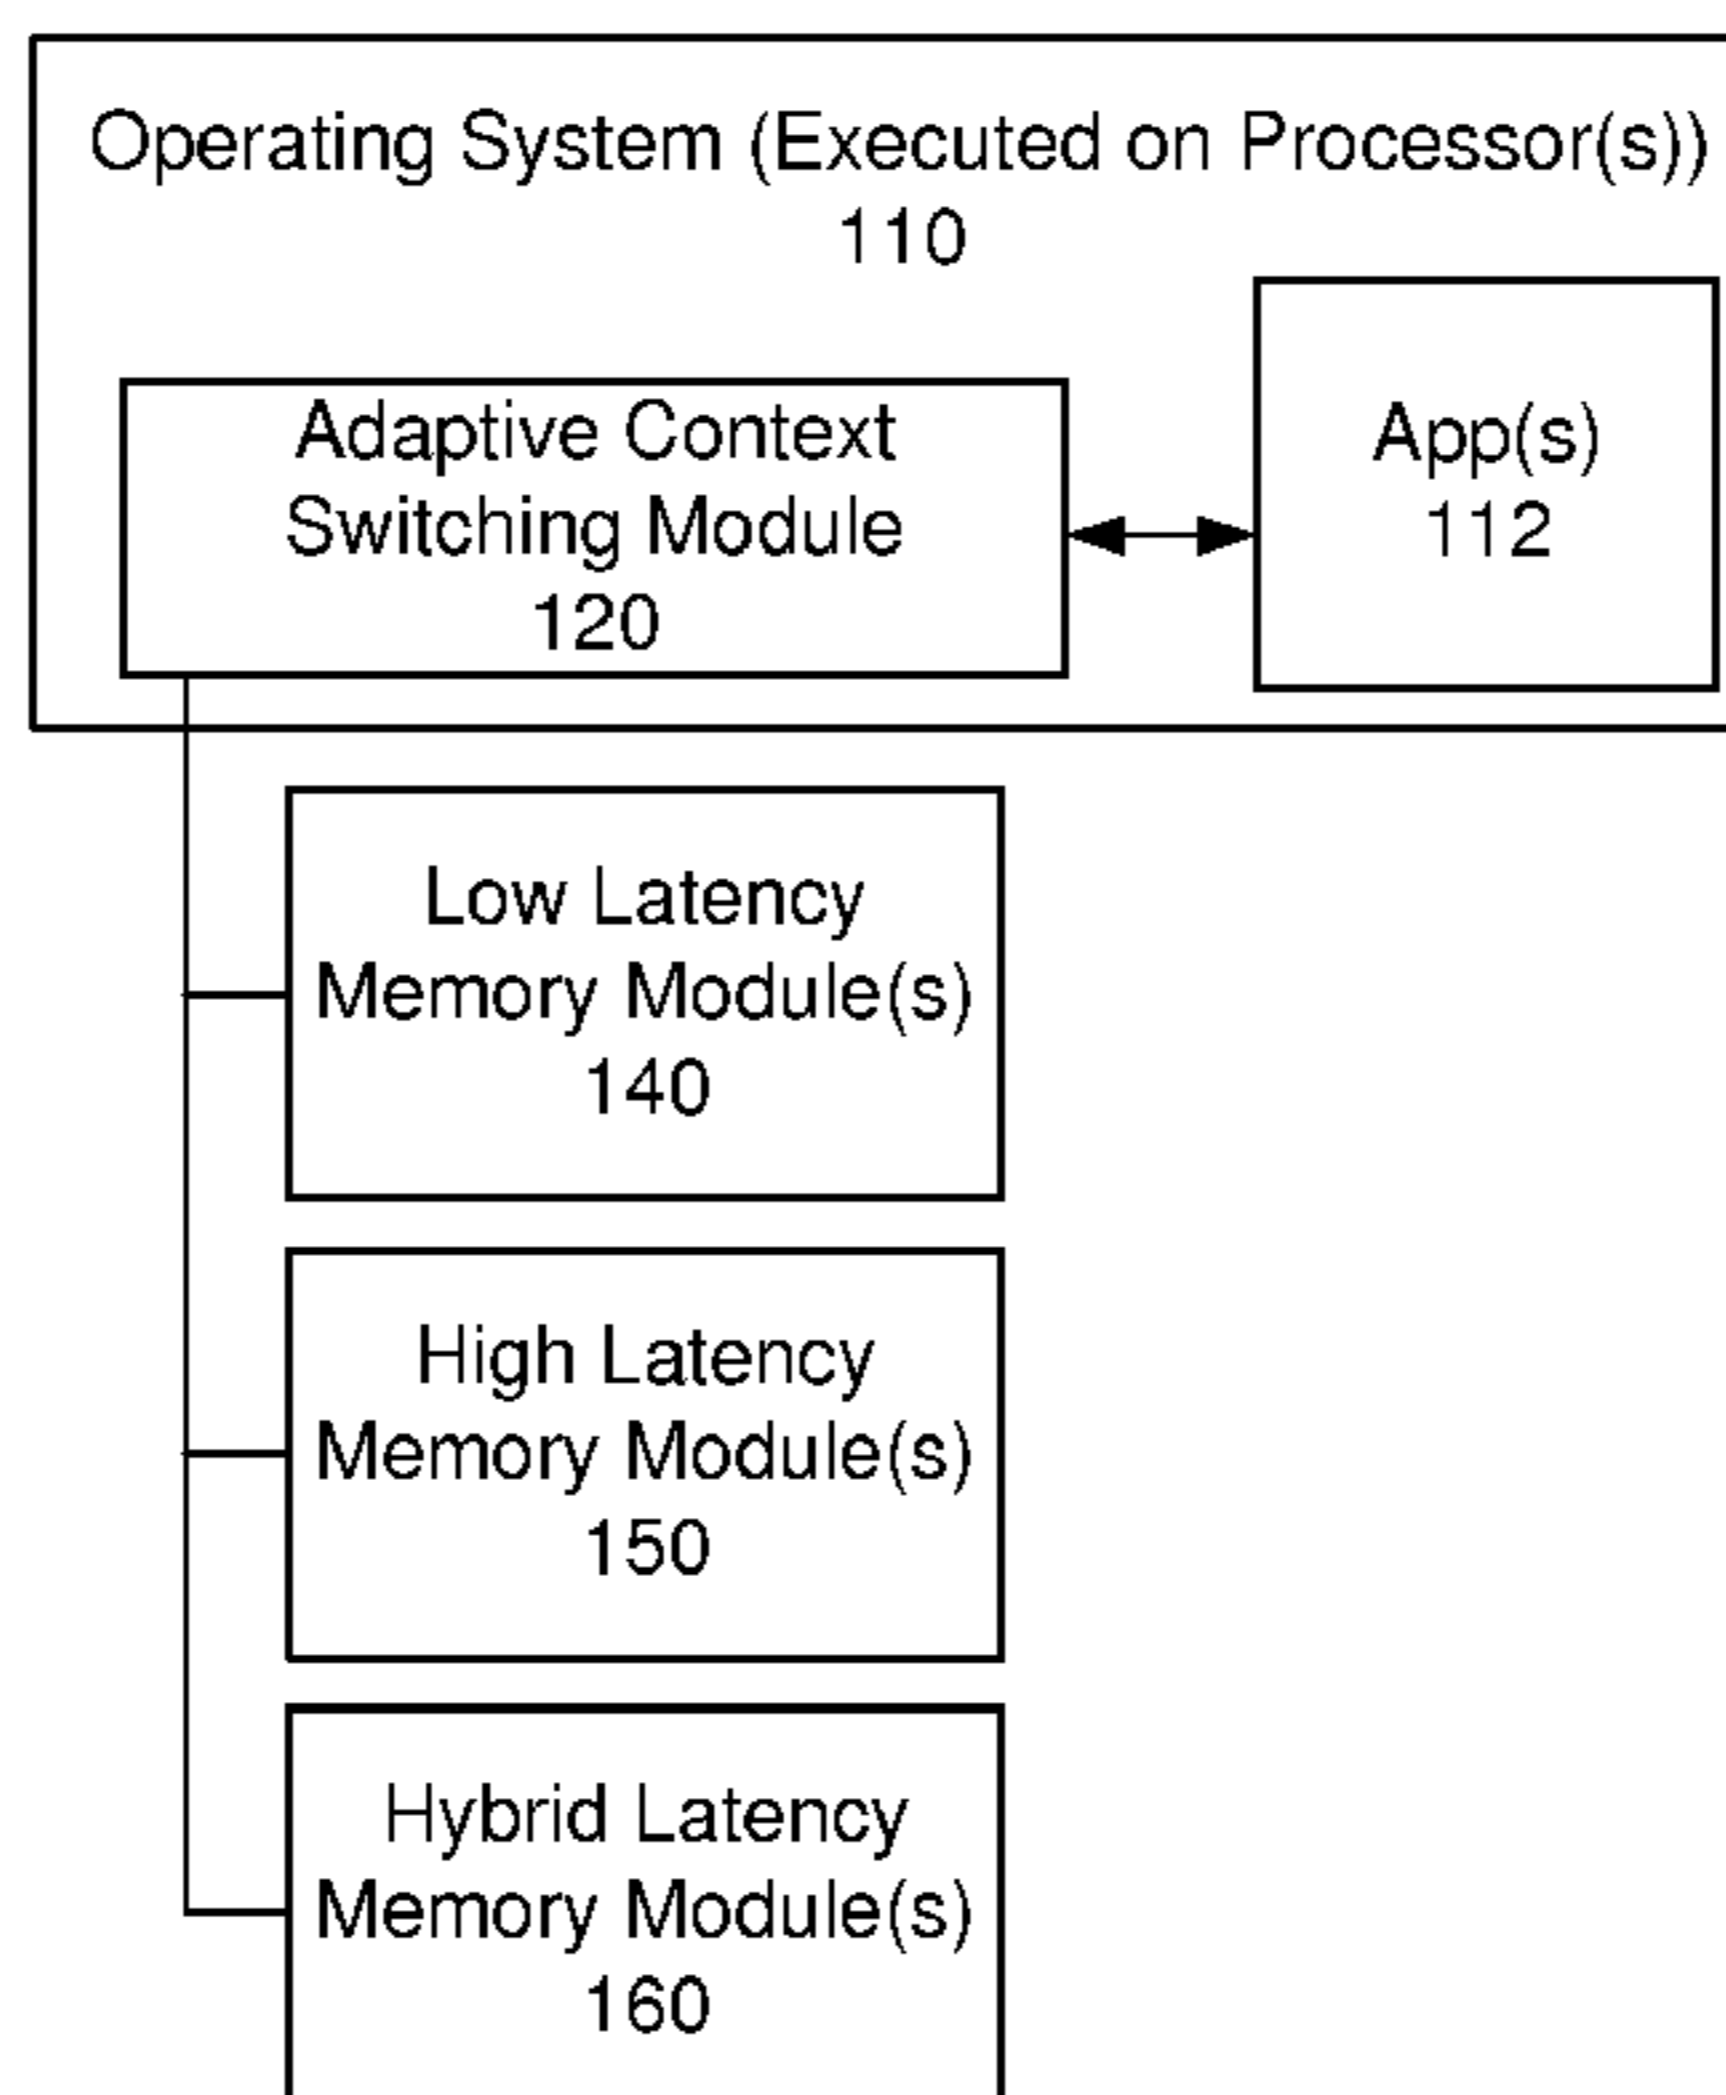 Operating System (Executed on Processor(s))
110
Adaptive Context
Switching Module
120
App(s)
112
Low Latency
Memory Module(s)
140
High Latency
Memory Module(s)
150
Hybrid Latency
Memory Module(s)
160